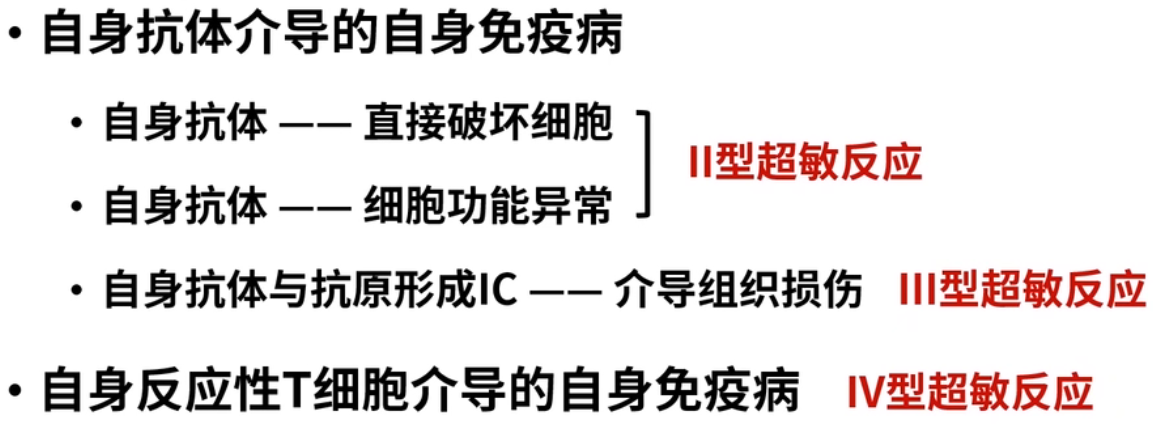 • 自身抗体介导的自身免疫病
• 自身抗体 —— 直接破坏细胞
II型超敏反应
• 自身抗体 —— 细胞功能异常
• 自身抗体与抗原形成IC —— 介导组织损伤 III型超敏反应
• 自身反应性T细胞介导的自身免疫病 IV型超敏反应